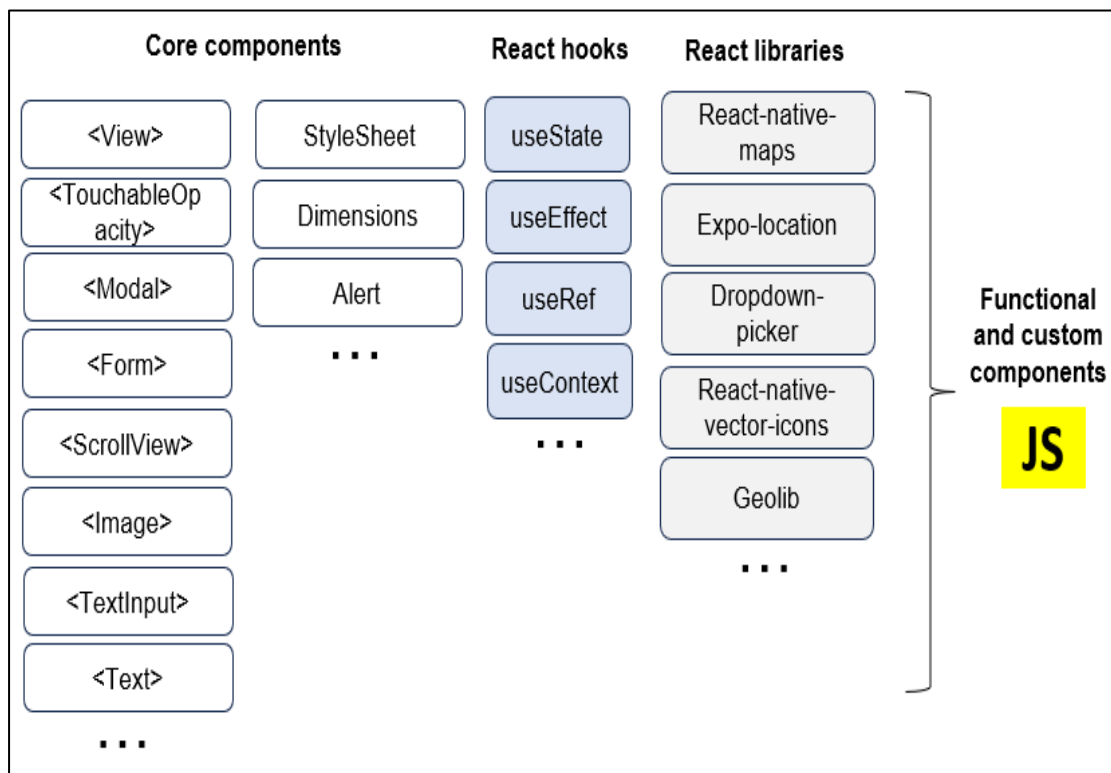 Core components
<View>
<TouchableOp
acity>
<Modal>
<Form>
<ScrollView>
<Image>
<TextInput>
<Text>
...
StyleSheet
Dimensions
Alert
...
React hooks
useState
useEffect
useRef
useContext
...
React libraries
React-native-
maps
Expo-location
Dropdown-
picker
React-native-
vector-icons
Geolib
...
Functional
and custom
components
JS